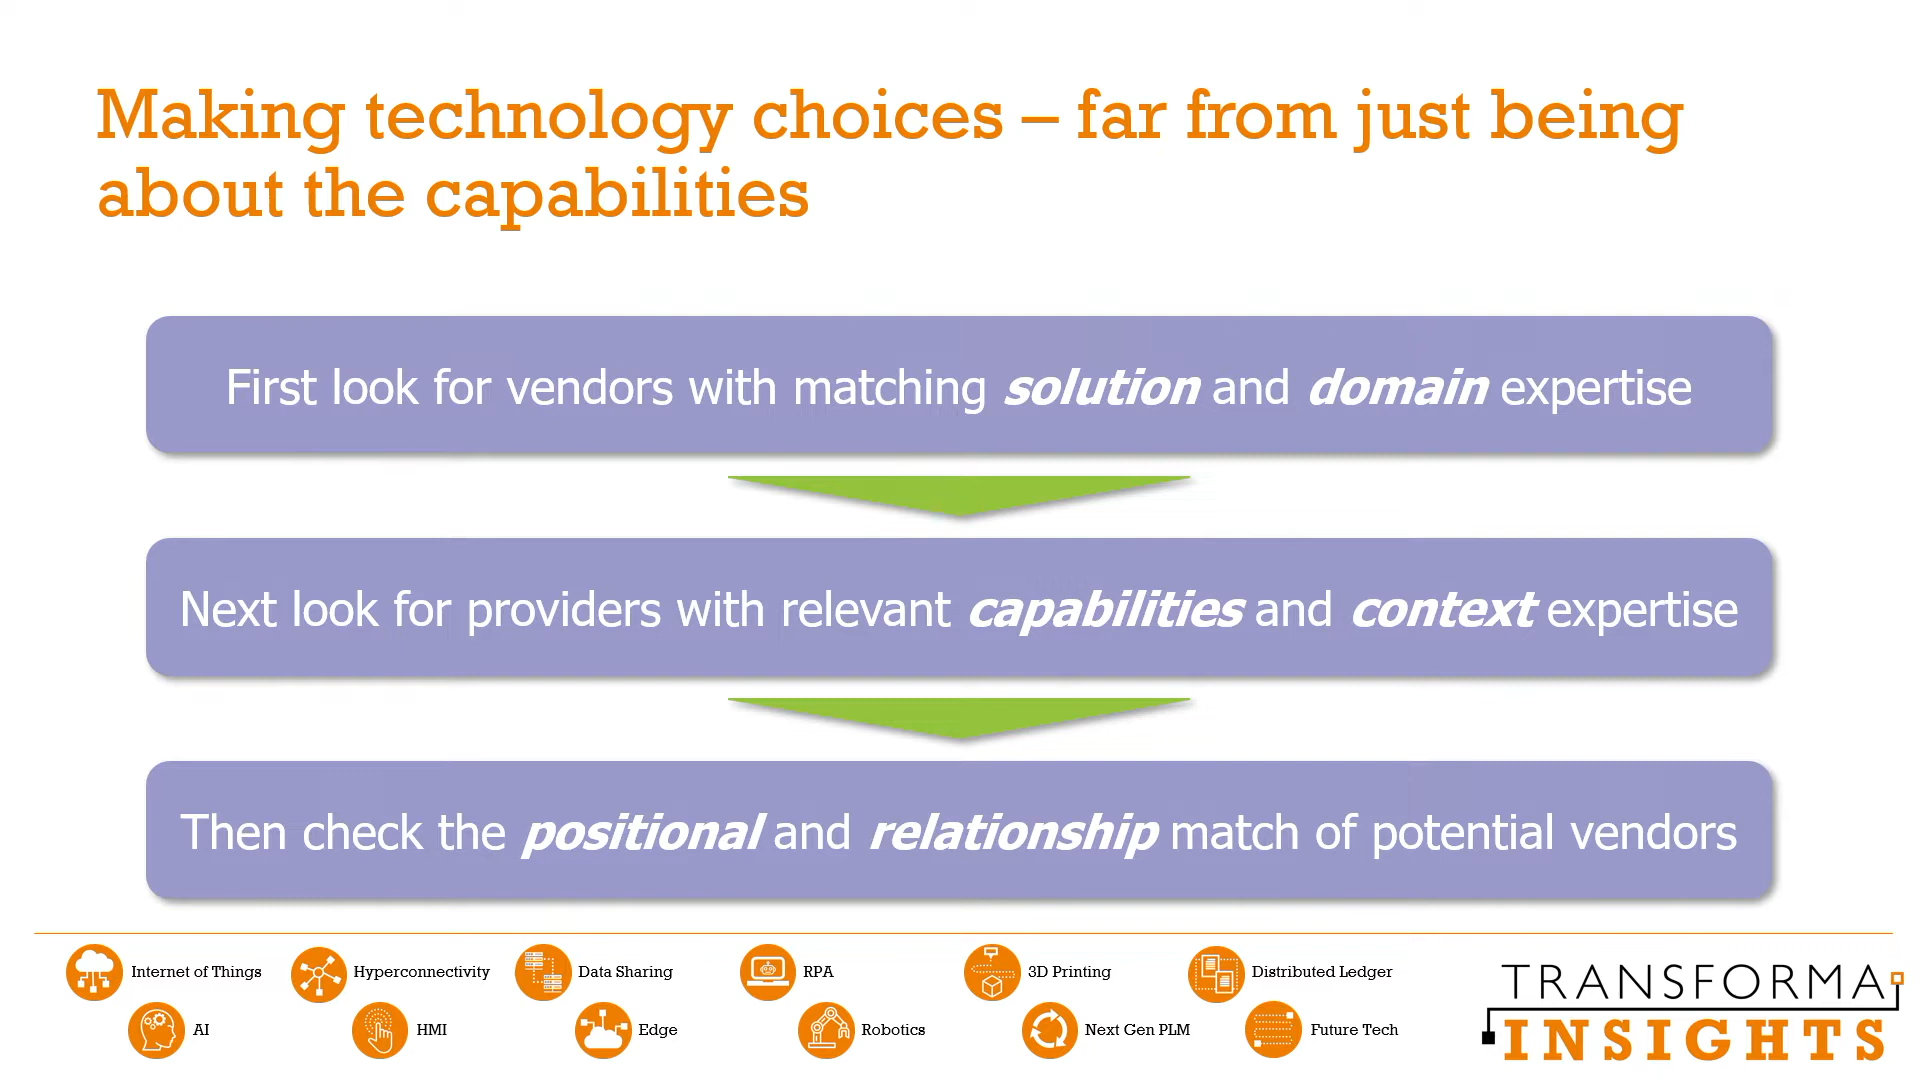 Making technology choices – far from just being
about the capabilities
First look for vendors with matching solution and domain expertise
Next look for providers with relevant capabilities and context expertise
Then check the positional and relationship match of potential vendors
Internet of Things
Hyperconnectivity
Data Sharing
RPA
3D Printing
Distributed Ledger
AI
HMI
Edge
Robotics
Next Gen PLM
Future Tech
TRANSFORMA
INSIGHTS